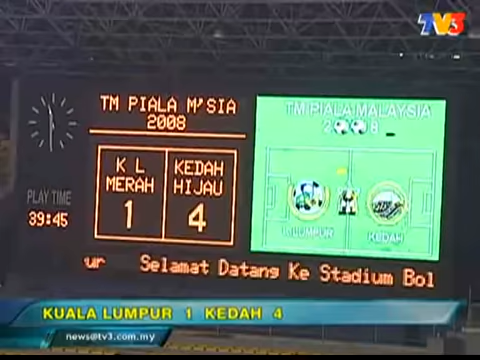 TV3
TM PIALA M'SIA
2008
TM PIALA MALAYSIA
2008
K L
MERAH
1
KEDAH
HIJAU
4
PLAY TIME
39:45
KEDAH
ur Selamat Datang Ke Stadium Bol
KUALA LUMPUR 1 KEDAH 4
news@tv3.com.my